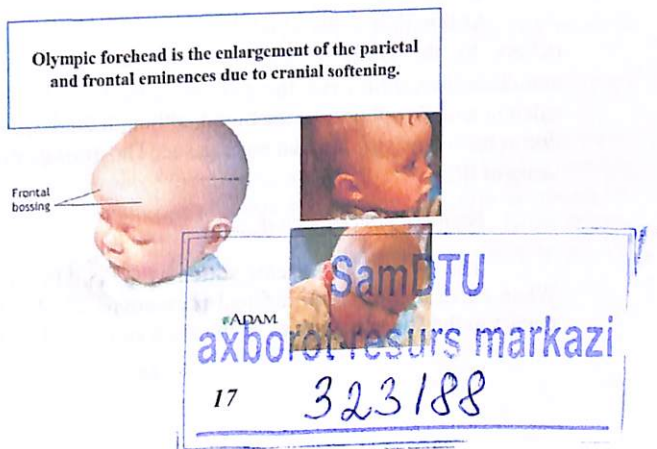 Olympic forehead is the enlargement of the parietal
and frontal eminences due to cranial softening.
Frontal
bossing
ADAM
SamDTU
axborot resurs markazi
17
323188